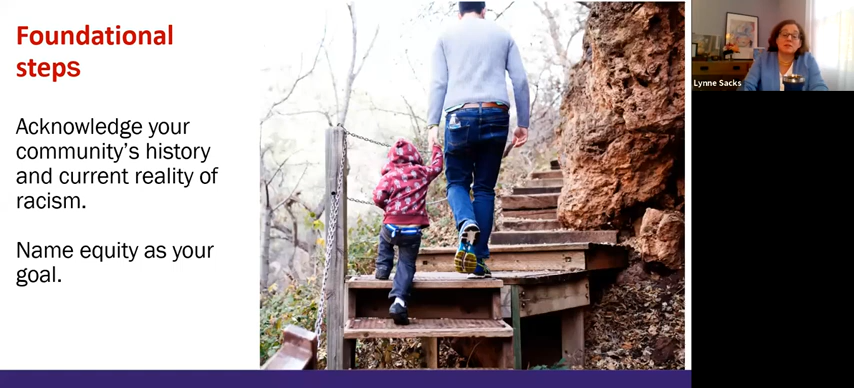 Foundational
steps
Acknowledge your
community's history
and current reality of
racism.
Name equity as your
goal.
Lynne Sacks